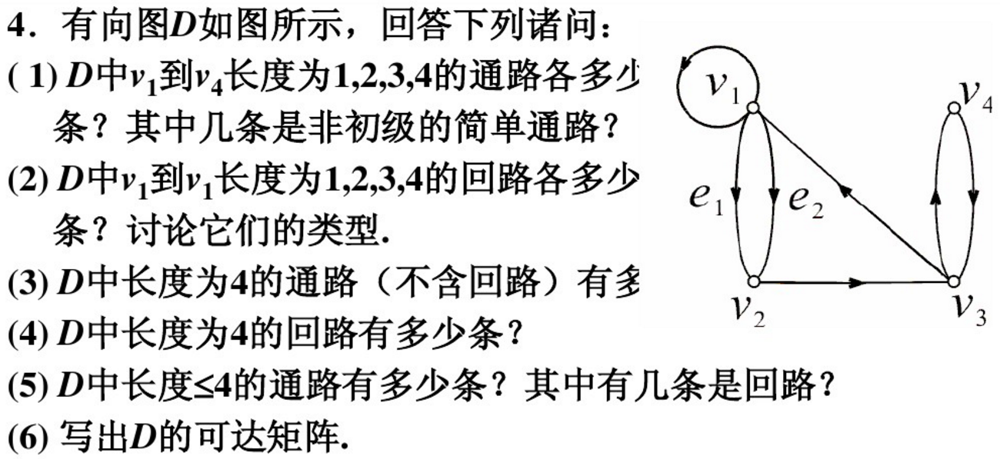 4. 有向图D如图所示，回答下列诸问：
( 1) D中v₁到v₄长度为1,2,3,4的通路各多少
条？其中几条是非初级的简单通路？
(2) D中v₁到v₁长度为1,2,3,4的回路各多少
条？讨论它们的类型.
(3) D中长度为4的通路（不含回路）有多
(4) D中长度为4的回路有多少条？
(5) D中长度≤4的通路有多少条？其中有几条是回路？
(6) 写出D的可达矩阵.
v₁
v₄
e₁
e₂
v₂
v₃